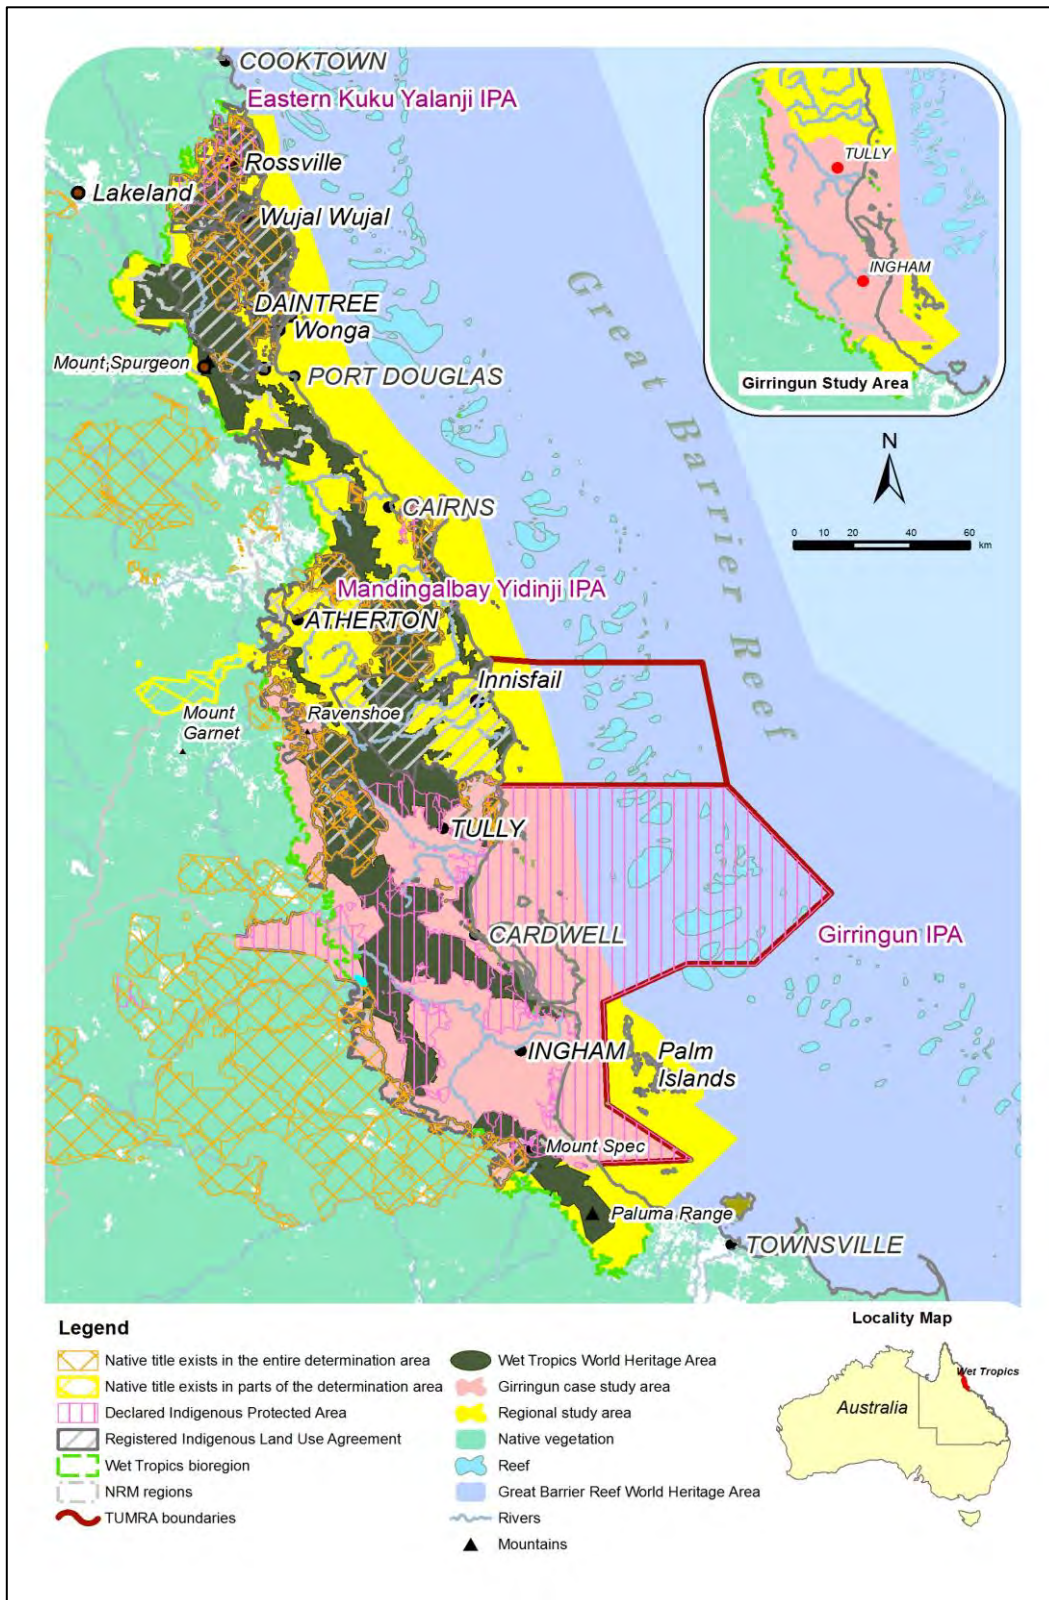 COOKTOWN
Eastern Kuku Yalanji IPA
Rossville
Lakeland
Wujal Wujal
DAINTREE
Wonga
Mount Spurgeon
PORT DOUGLAS
CAIRNS
Mandingalbay Yidinji IPA
ATHERTON
Innisfail
Ravenshoe
Mount
Garnet
TULLY
CARDWELL
Girringun IPA
INGHAM
Palm
Islands
Mount Spec
Paluma Range
TOWNSVILLE
Great Barrier Reef
TULLY
INGHAM
Girringun Study Area
N
0 10 20 40 60
km
Legend
Native title exists in the entire determination area
Native title exists in parts of the determination area
Declared Indigenous Protected Area
Registered Indigenous Land Use Agreement
Wet Tropics bioregion
NRM regions
TUMRA boundaries
Wet Tropics World Heritage Area
Girringun case study area
Regional study area
Native vegetation
Reef
Great Barrier Reef World Heritage Area
Rivers
Mountains
Locality Map
Wet Tropics
Australia